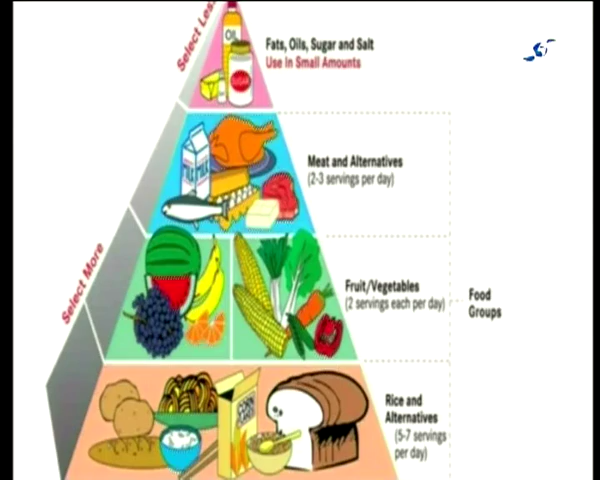 Select Less
OIL
SUGAR
Fats, Oils, Sugar and Salt
Use In Small Amounts
MILK
Meat and Alternatives
(2-3 servings per day)
Select More
Fruit/Vegetables
(2 servings each per day)
Food
Groups
CORN
Rice and
Alternatives
(5-7 servings
per day)